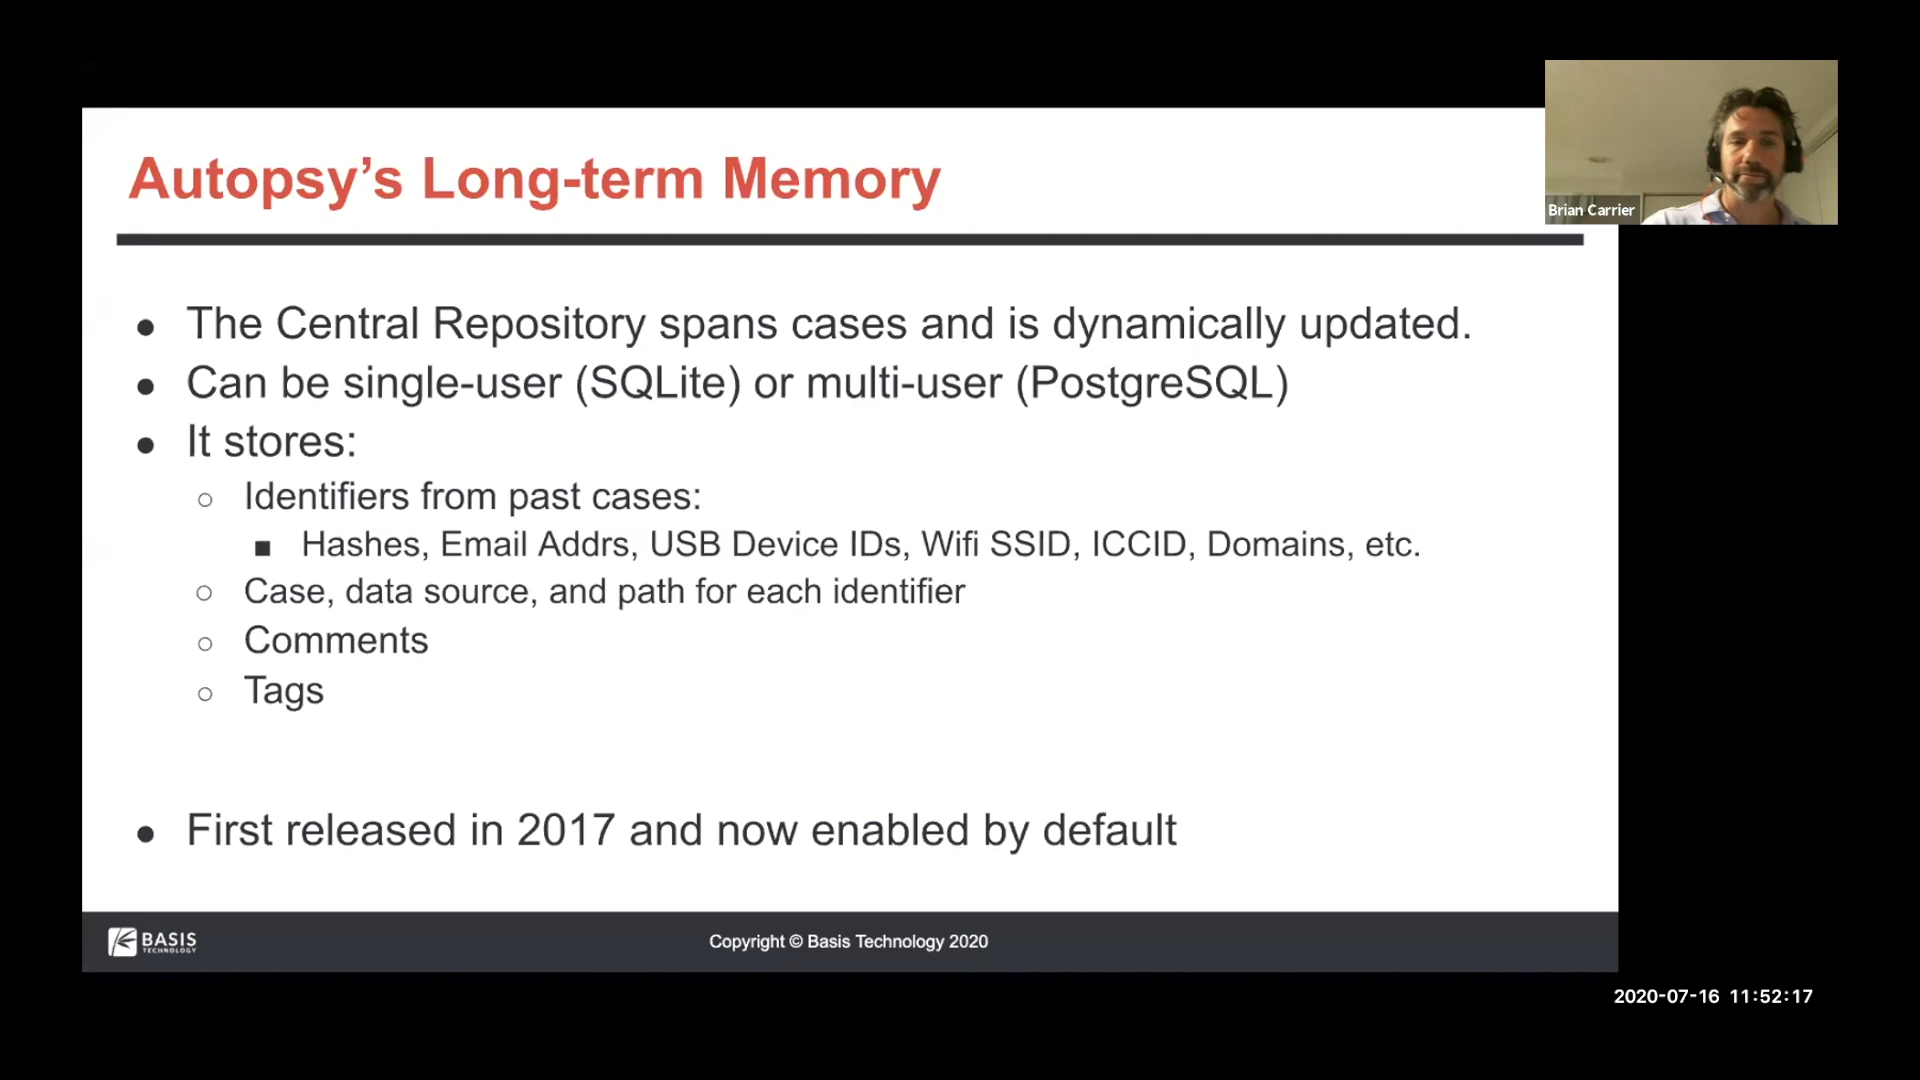 Autopsy’s Long-term Memory
Brian Carrier
● The Central Repository spans cases and is dynamically updated.
● Can be single-user (SQLite) or multi-user (PostgreSQL)
● It stores:
○ Identifiers from past cases:
■ Hashes, Email Addrs, USB Device IDs, Wifi SSID, ICCID, Domains, etc.
○ Case, data source, and path for each identifier
○ Comments
○ Tags
● First released in 2017 and now enabled by default
BASIS
TECHNOLOGY
Copyright © Basis Technology 2020
2020-07-16 11:52:17